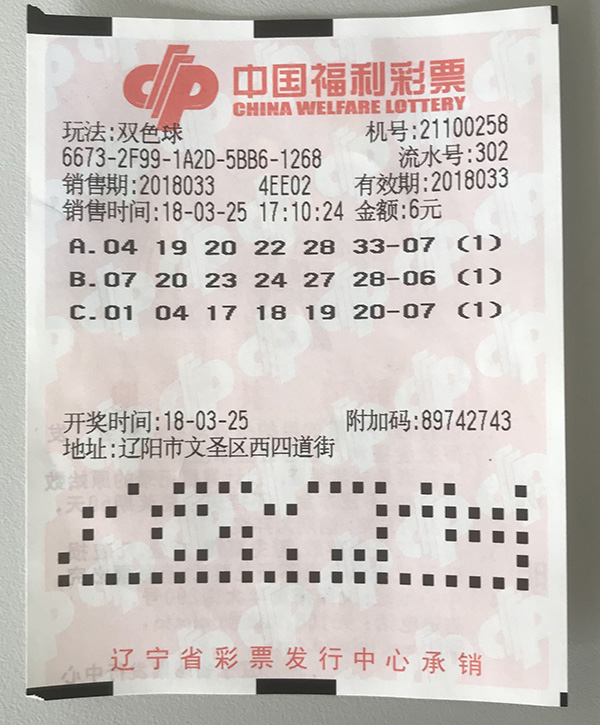 中国福利彩票
CHINA WELFARE LOTTERY
玩法:双色球 机号:21100258
6673-2F99-1A2D-5BB6-1268 流水号:302
销售期:2018033 4EE02 有效期:2018033
销售时间:18-03-25 17:10:24 金额:6元
A.04 19 20 22 28 33-07 (1)
B.07 20 23 24 27 28-06 (1)
C.01 04 17 18 19 20-07 (1)
开奖时间:18-03-25 附加码:89742743
地址:辽阳市文圣区西四道街
辽宁省彩票发行中心承销